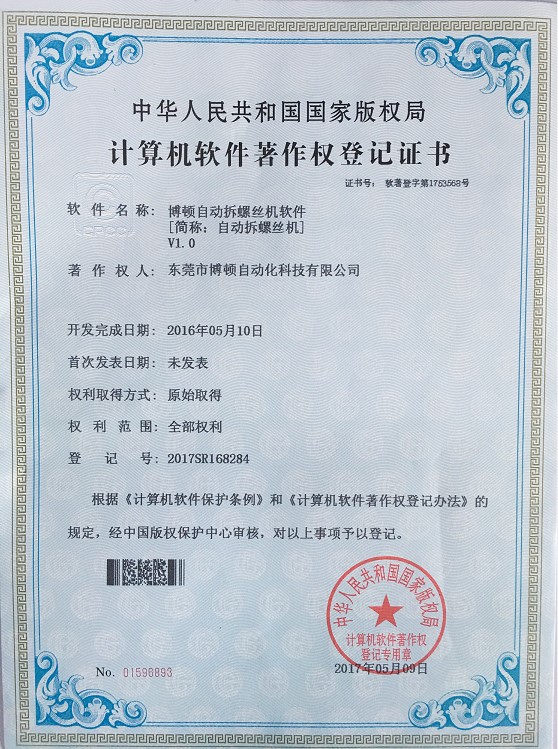 中华人民共和国国家版权局
计算机软件著作权登记证书
证书号： 软著登字第1753568号
软件名称： 博顿自动拆螺丝机软件
[简称：自动拆螺丝机]
V1.0
著作权人： 东莞市博顿自动化科技有限公司
开发完成日期： 2016年05月10日
首次发表日期： 未发表
权利取得方式： 原始取得
权利范围： 全部权利
登记号： 2017SR168284
根据《计算机软件保护条例》和《计算机软件著作权登记办法》的
规定，经中国版权保护中心审核，对以上事项予以登记。
中华人民共和国国家版权局
计算机软件著作权
登记专用章
No. 01596893
2017年05月09日